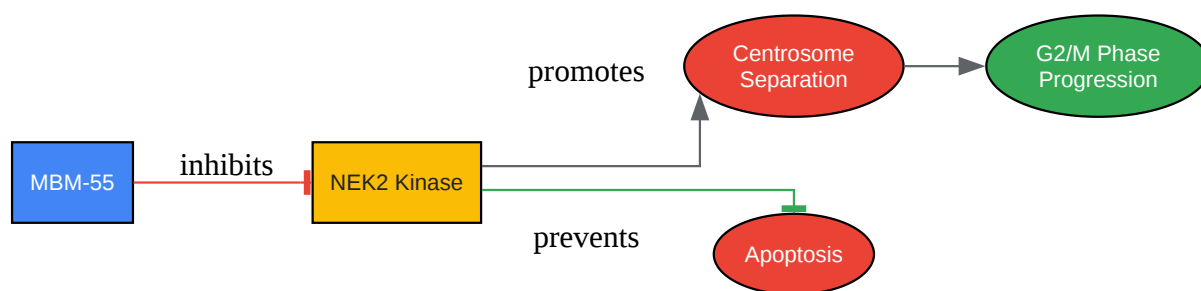 Centrosome
Separation
G2/M Phase
Progression
promotes
MBM-55
inhibits
NEK2 Kinase
prevents
Apoptosis